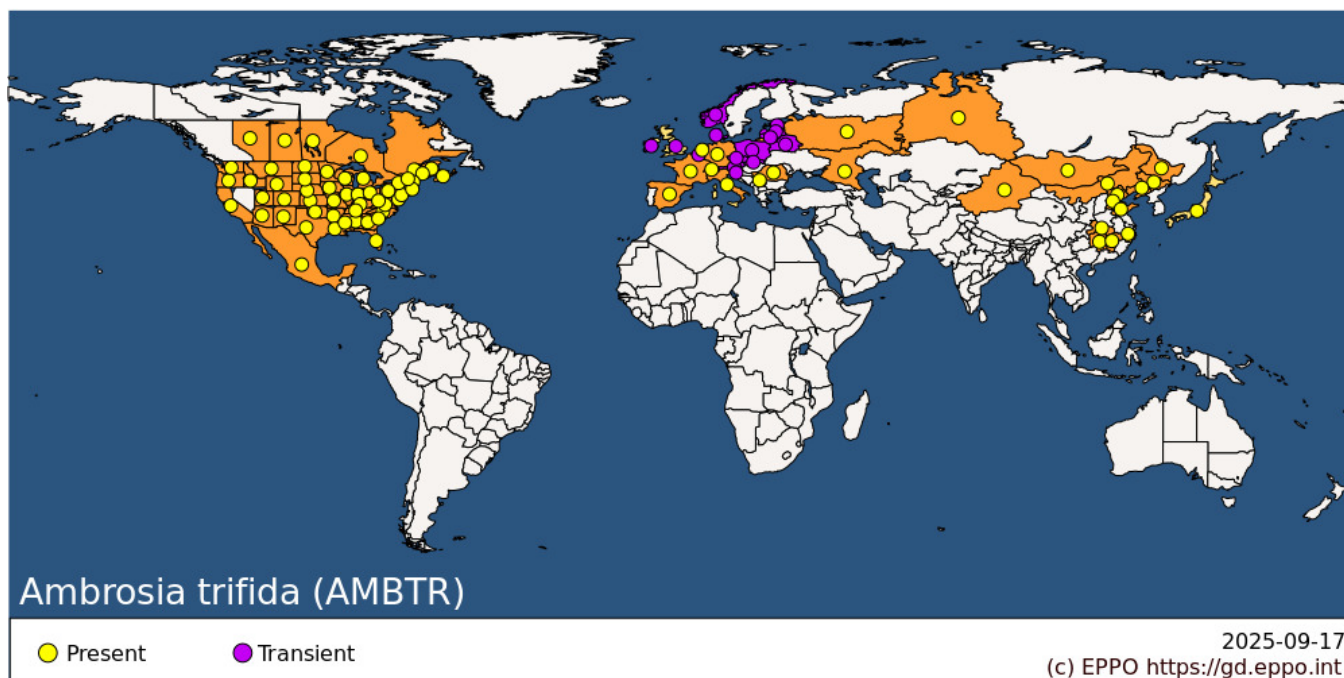 Ambrosia trifida (AMBTR)
Present
Transient
2025-09-17
(c) EPPO https://gd.eppo.int